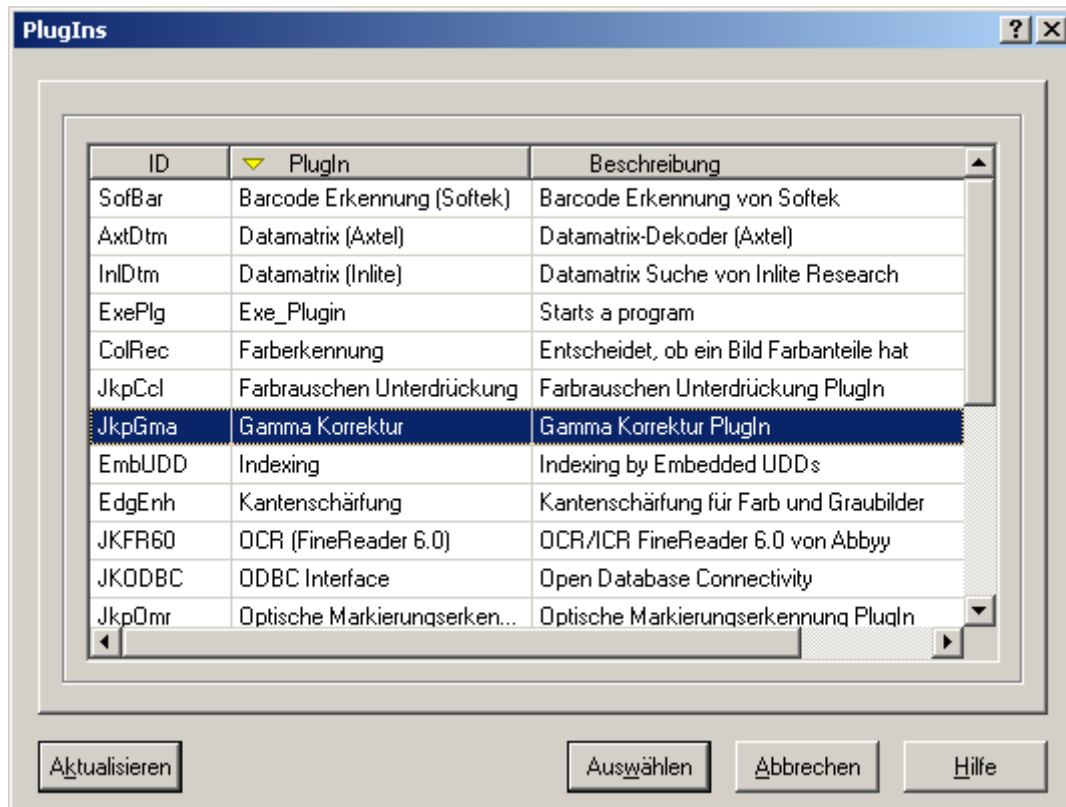 PlugIns
ID PlugIn Beschreibung
SofBar Barcode Erkennung (Softek) Barcode Erkennung von Softek
AxtDtm Datamatrix (Axtel) Datamatrix-Dekoder (Axtel)
InlDtm Datamatrix (Inlite) Datamatrix Suche von Inlite Research
ExePlg Exe_Plugin Starts a program
ColRec Farberkennung Entscheidet, ob ein Bild Farbanteile hat
JkpCcl Farbrauschen Unterdrückung Farbrauschen Unterdrückung PlugIn
JkpGma Gamma Korrektur Gamma Korrektur PlugIn
EmbUDD Indexing Indexing by Embedded UDDs
EdgEnh Kantenschärfung Kantenschärfung für Farb und Graubilder
JKFR60 OCR (FineReader 6.0) OCR/ICR FineReader 6.0 von Abbyy
JKODBC ODBC Interface Open Database Connectivity
JkpOmr Optische Markierungserken... Optische Markierungserkennung PlugIn
Aktualisieren Auswählen Abbrechen Hilfe